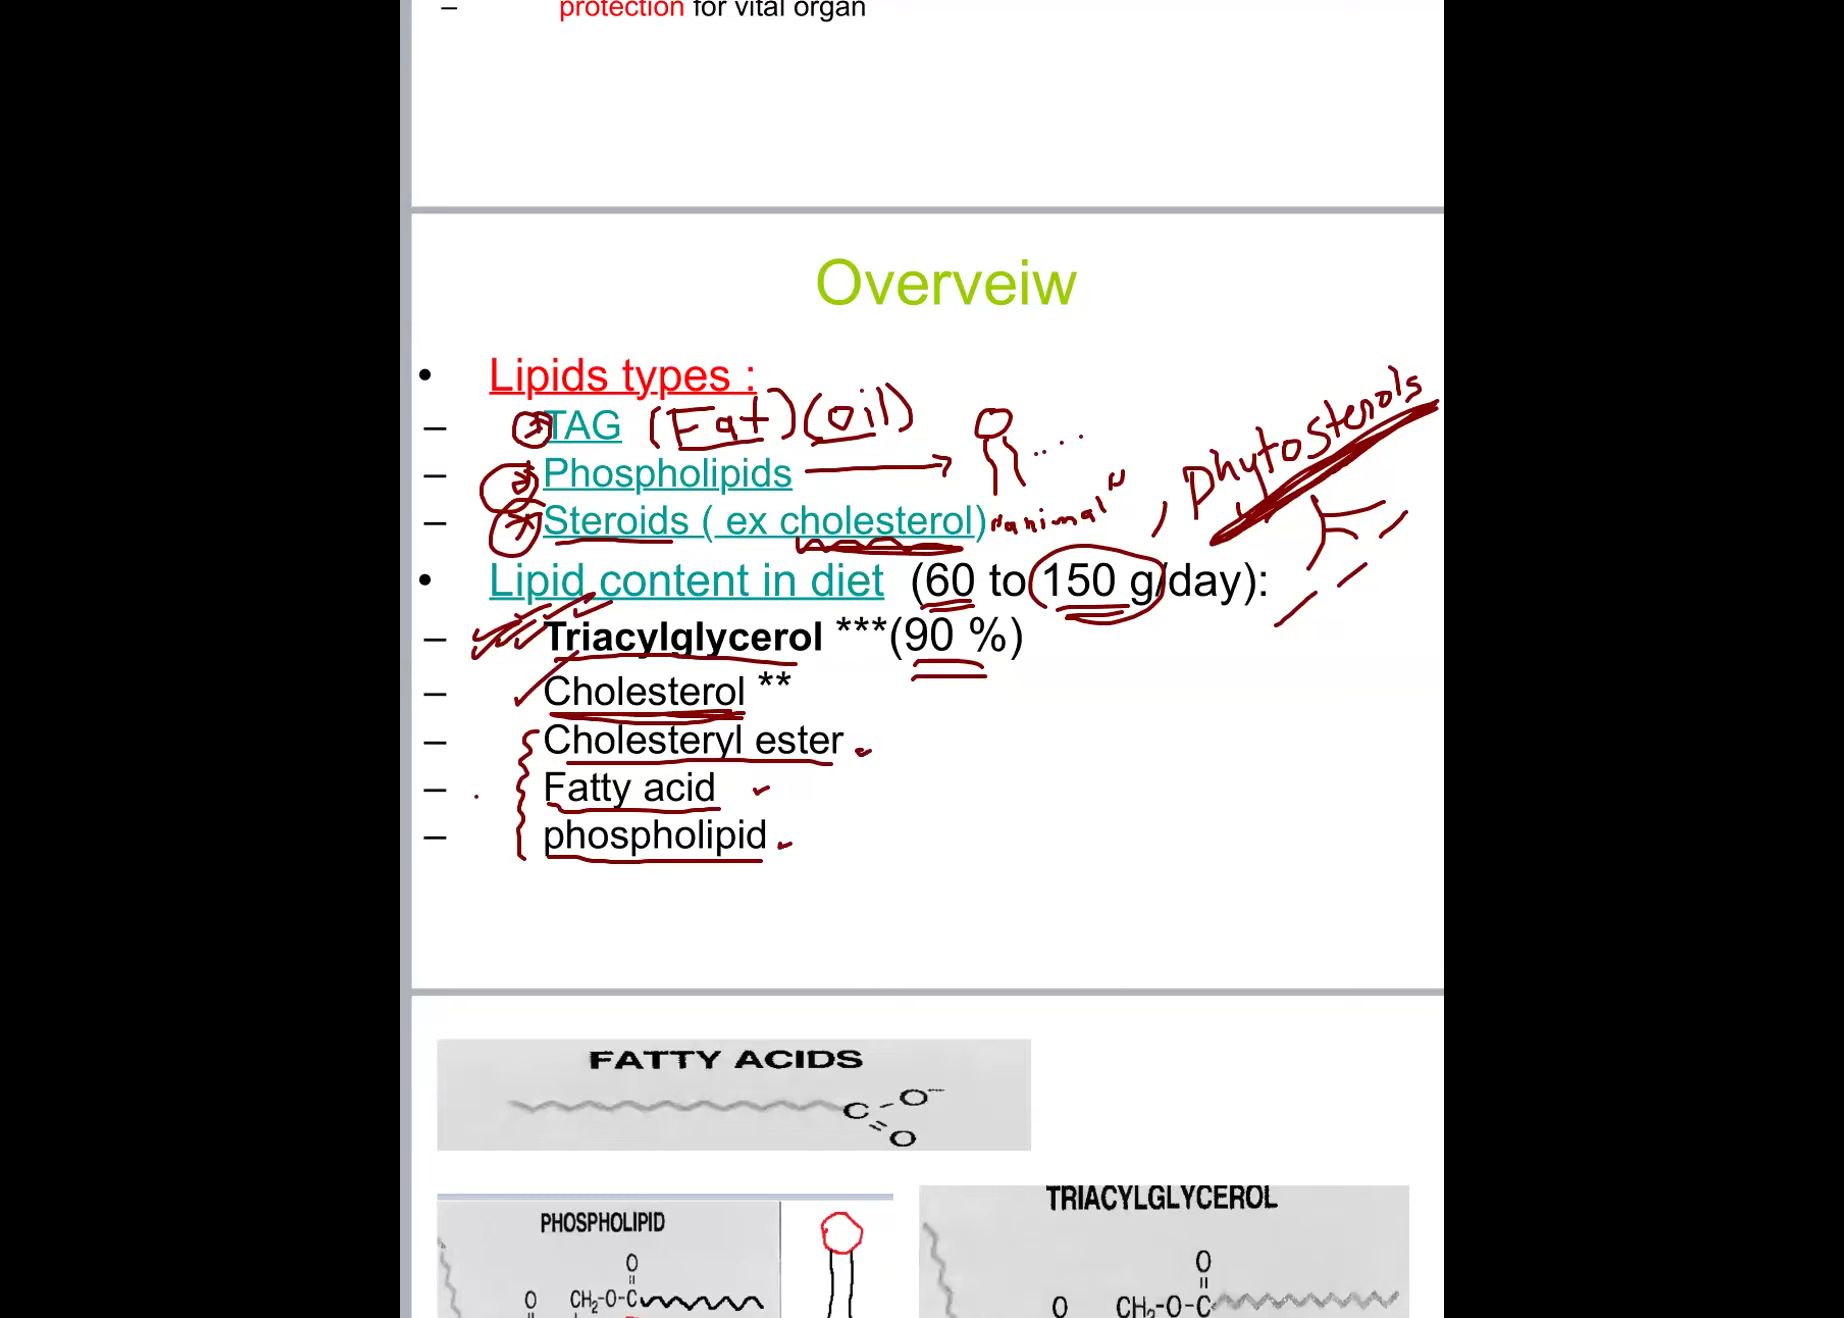 – protection for vital organ
Overveiw
• Lipids types :
– TAG (Fat) (oil)
– Phospholipids
– Steroids ( ex cholesterol) "animal" , phytosterols
• Lipid content in diet (60 to 150 g/day):
– Triacylglycerol ***(90 %)
– Cholesterol **
– Cholesteryl ester
– Fatty acid
– phospholipid
FATTY ACIDS
C O–
O
PHOSPHOLIPID
O
O CH2-O-C
TRIACYLGLYCEROL
O
O CH2-O-C